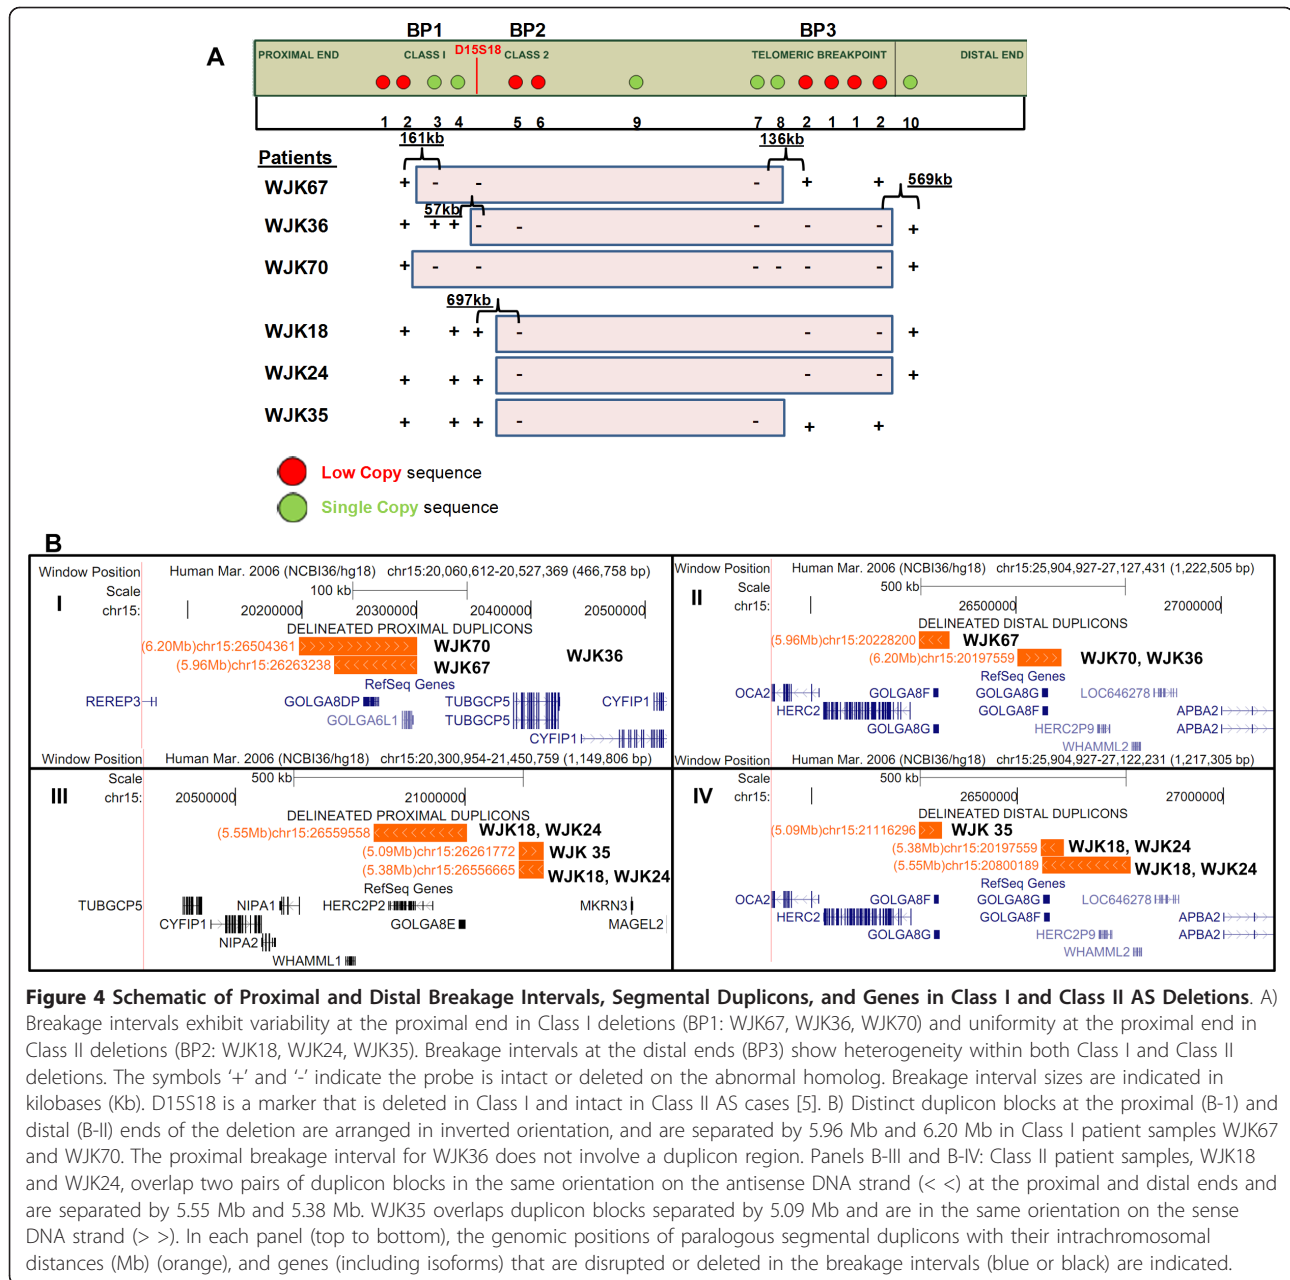 BP1 BP2 BP3
A
PROXIMAL END CLASS I D15S18 CLASS 2 TELOMERIC BREAKPOINT DISTAL END
1 2 3 4 5 6 9 7 8 2 1 1 2 10
161kb 136kb
Patients
WJK67 + - - - + + 569kb
57kb
WJK36 + + + - - - - - +
WJK70 + - - - - - - +
697kb
WJK18 + + + - - - +
WJK24 + + + - - - +
WJK35 + + + - - + +
Low Copy sequence
Single Copy sequence
B
Window Position Human Mar. 2006 (NCBI36/hg18) chr15:20,060,612-20,527,369 (466,758 bp)
I
Scale 100 kb
chr15: 20200000 20300000 20400000 20500000
DELINEATED PROXIMAL DUPLICONS
(6.20Mb)chr15:26504361 WJK70
(5.96Mb)chr15:26263238 WJK67 WJK36
RefSeq Genes
REREP3 GOLGA8DP TUBGCP5 CYFIP1
GOLGA6L1 TUBGCP5
CYFIP1
Window Position Human Mar. 2006 (NCBI36/hg18) chr15:25,904,927-27,127,431 (1,222,505 bp)
II
Scale 500 kb
chr15: 26500000 27000000
DELINEATED DISTAL DUPLICONS
(5.96Mb)chr15:20228200 WJK67
(6.20Mb)chr15:20197559 WJK70, WJK36
RefSeq Genes
OCA2 GOLGA8F GOLGA8G LOC646278
HERC2 GOLGA8F APBA2
GOLGA8G HERC2P9 APBA2
WHAMML2
Window Position Human Mar. 2006 (NCBI36/hg18) chr15:20,300,954-21,450,759 (1,149,806 bp)
III
Scale 500 kb
chr15: 20500000 21000000
DELINEATED PROXIMAL DUPLICONS
(5.55Mb)chr15:26559558 WJK18, WJK24
(5.09Mb)chr15:26261772 WJK 35
(5.38Mb)chr15:26556665 WJK18, WJK24
RefSeq Genes
TUBGCP5 NIPA1 HERC2P2 MKRN3
CYFIP1 GOLGA8E MAGEL2
NIPA2
WHAMML1
Window Position Human Mar. 2006 (NCBI36/hg18) chr15:25,904,927-27,122,231 (1,217,305 bp)
IV
Scale 500 kb
chr15: 26500000 27000000
DELINEATED DISTAL DUPLICONS
(5.09Mb)chr15:21116296 WJK 35
(5.38Mb)chr15:20197559 WJK18, WJK24
(5.55Mb)chr15:20800189 WJK18, WJK24
RefSeq Genes
OCA2 GOLGA8F GOLGA8G LOC646278
HERC2 GOLGA8F APBA2
GOLGA8G HERC2P9 APBA2
WHAMML2
Figure 4 Schematic of Proximal and Distal Breakage Intervals, Segmental Duplicons, and Genes in Class I and Class II AS Deletions. A)
Breakage intervals exhibit variability at the proximal end in Class I deletions (BP1: WJK67, WJK36, WJK70) and uniformity at the proximal end in
Class II deletions (BP2: WJK18, WJK24, WJK35). Breakage intervals at the distal ends (BP3) show heterogeneity within both Class I and Class II
deletions. The symbols ‘+’ and ‘-’ indicate the probe is intact or deleted on the abnormal homolog. Breakage interval sizes are indicated in
kilobases (Kb). D15S18 is a marker that is deleted in Class I and intact in Class II AS cases [5]. B) Distinct duplicon blocks at the proximal (B-1) and
distal (B-II) ends of the deletion are arranged in inverted orientation, and are separated by 5.96 Mb and 6.20 Mb in Class I patient samples WJK67
and WJK70. The proximal breakage interval for WJK36 does not involve a duplicon region. Panels B-III and B-IV: Class II patient samples, WJK18
and WJK24, overlap two pairs of duplicon blocks in the same orientation on the antisense DNA strand (< <) at the proximal and distal ends and
are separated by 5.55 Mb and 5.38 Mb. WJK35 overlaps duplicon blocks separated by 5.09 Mb and are in the same orientation on the sense
DNA strand (> >). In each panel (top to bottom), the genomic positions of paralogous segmental duplicons with their intrachromosomal
distances (Mb) (orange), and genes (including isoforms) that are disrupted or deleted in the breakage intervals (blue or black) are indicated.